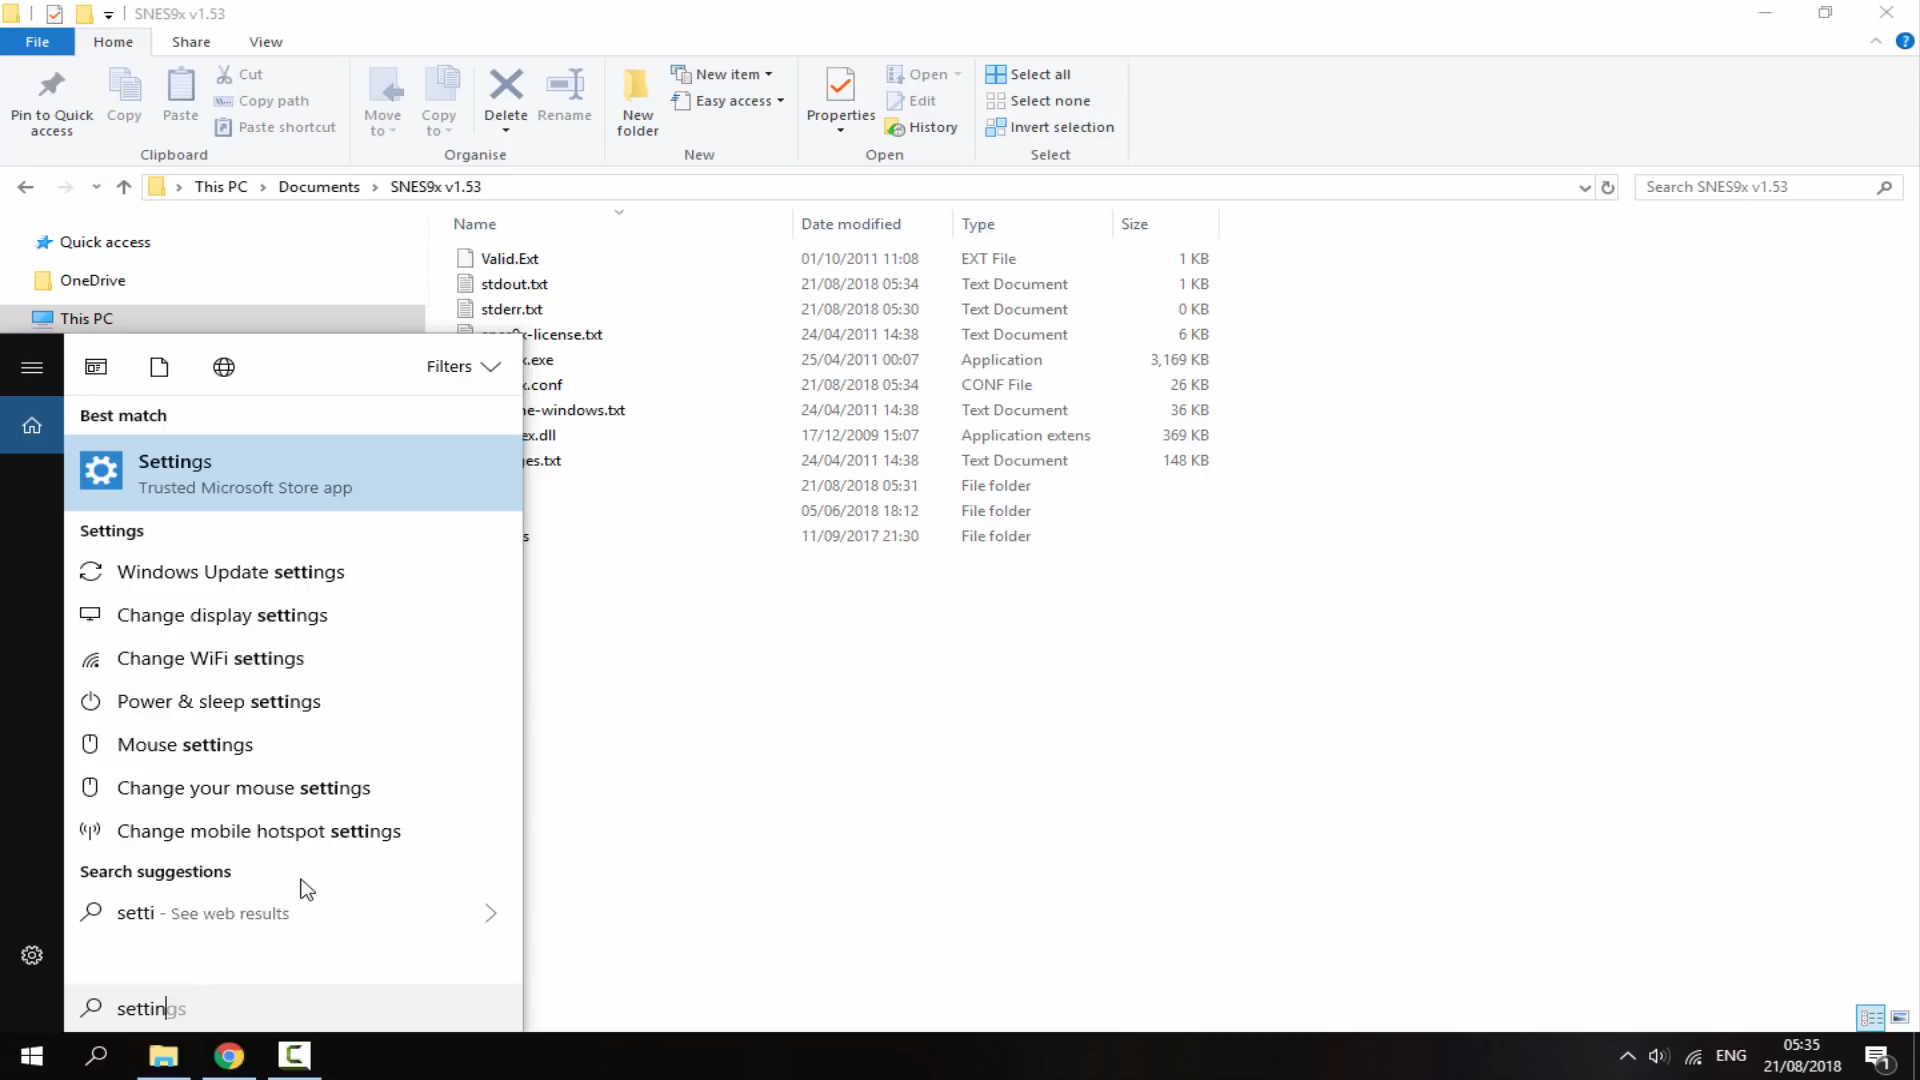 SNES9x v1.53
File Home Share View
Pin to Quick access
Copy
Paste
Cut
Copy path
Paste shortcut
Clipboard
Move to
Copy to
Delete
Rename
Organise
New folder
New item
Easy access
New
Properties
Open
Edit
History
Open
Select all
Select none
Invert selection
Select
This PC > Documents > SNES9x v1.53
Search SNES9x v1.53
Quick access
OneDrive
This PC
Name Date modified Type Size
Valid.Ext 01/10/2011 11:08 EXT File 1 KB
stdout.txt 21/08/2018 05:34 Text Document 1 KB
stderr.txt 21/08/2018 05:30 Text Document 0 KB
-license.txt 24/04/2011 14:38 Text Document 6 KB
x.exe 25/04/2011 00:07 Application 3,169 KB
x.conf 21/08/2018 05:34 CONF File 26 KB
ne-windows.txt 24/04/2011 14:38 Text Document 36 KB
ex.dll 17/12/2009 15:07 Application extens 369 KB
ges.txt 24/04/2011 14:38 Text Document 148 KB
21/08/2018 05:31 File folder
05/06/2018 18:12 File folder
s 11/09/2017 21:30 File folder
Filters
Best match
Settings
Trusted Microsoft Store app
Settings
Windows Update settings
Change display settings
Change WiFi settings
Power & sleep settings
Mouse settings
Change your mouse settings
Change mobile hotspot settings
Search suggestions
setti - See web results
settings
ENG
05:35
21/08/2018
1